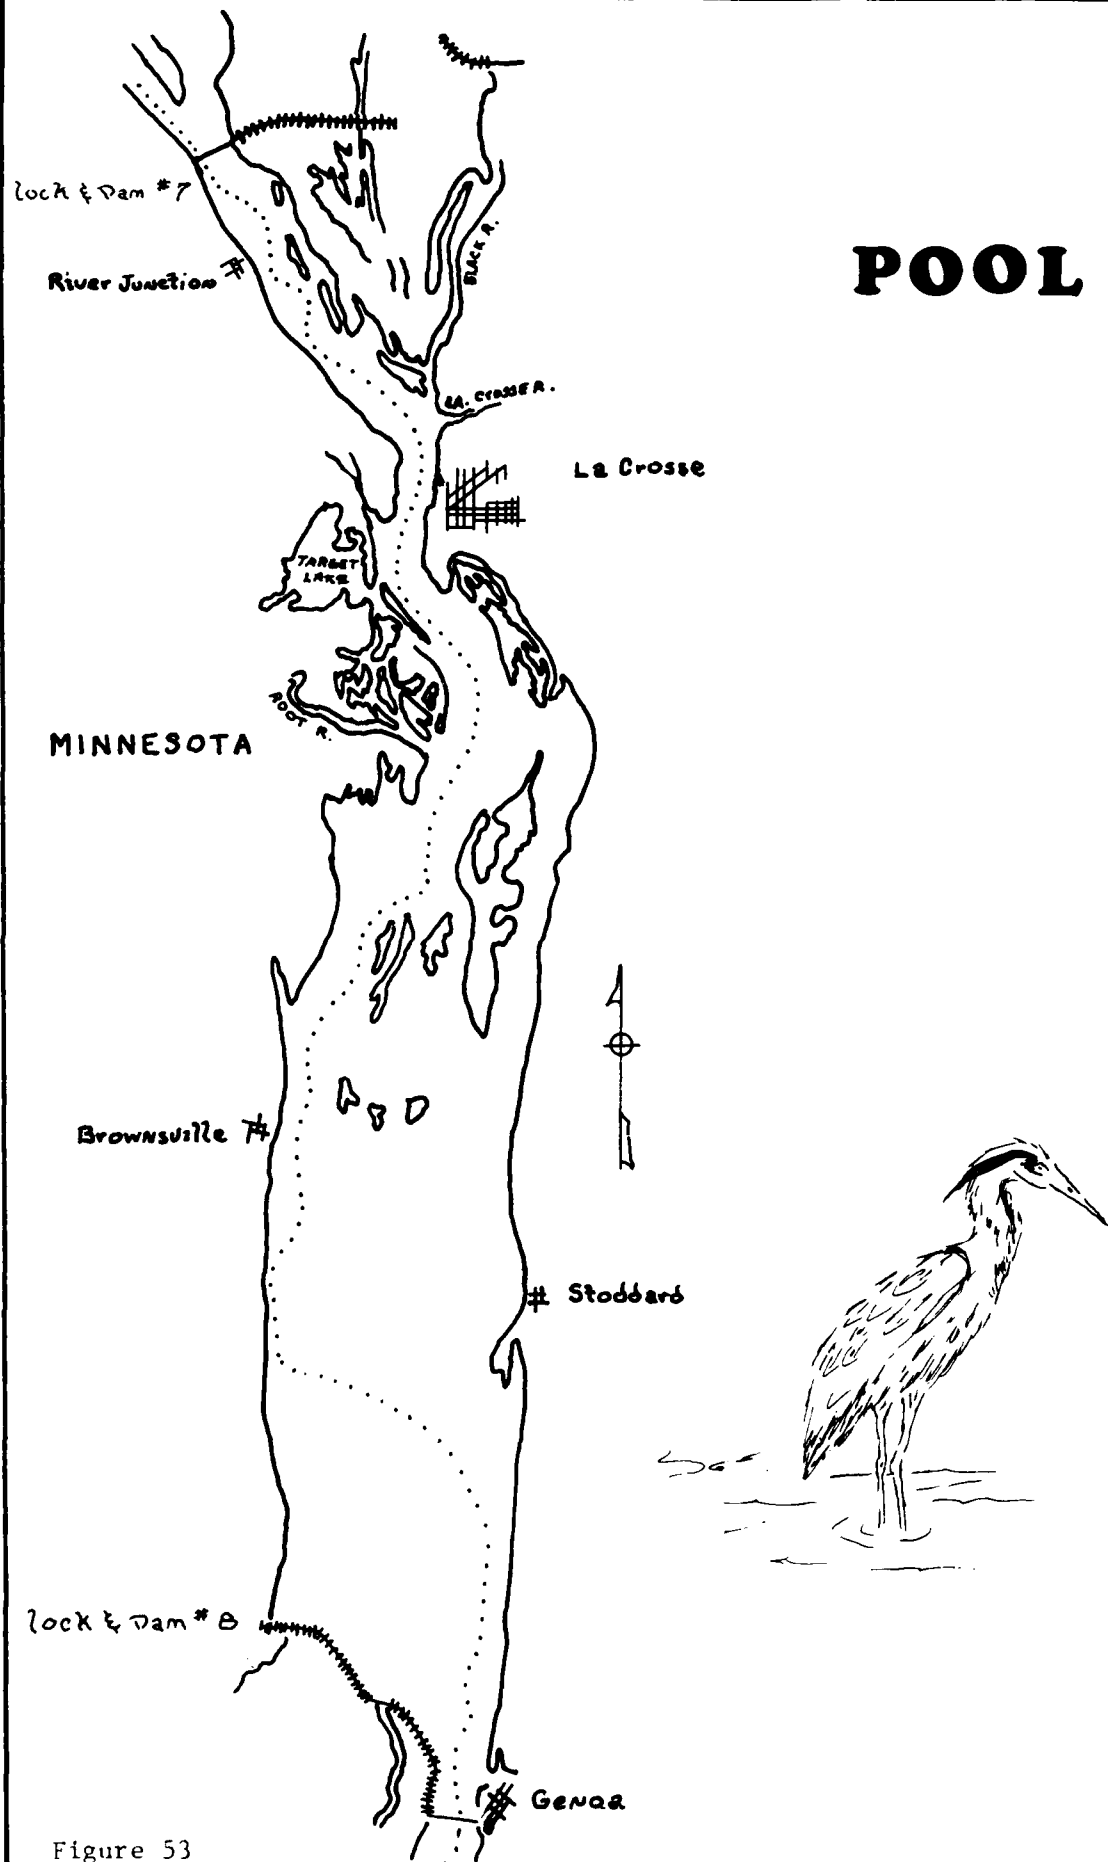 POOL
lock & Dam #7
River Junction
BLACK R.
LA. CROSSE R.
La Crosse
TARGET
LAKE
ROOT R.
MINNESOTA
Brownsville
Stoddard
lock & Dam #8
Genoa
Figure 53